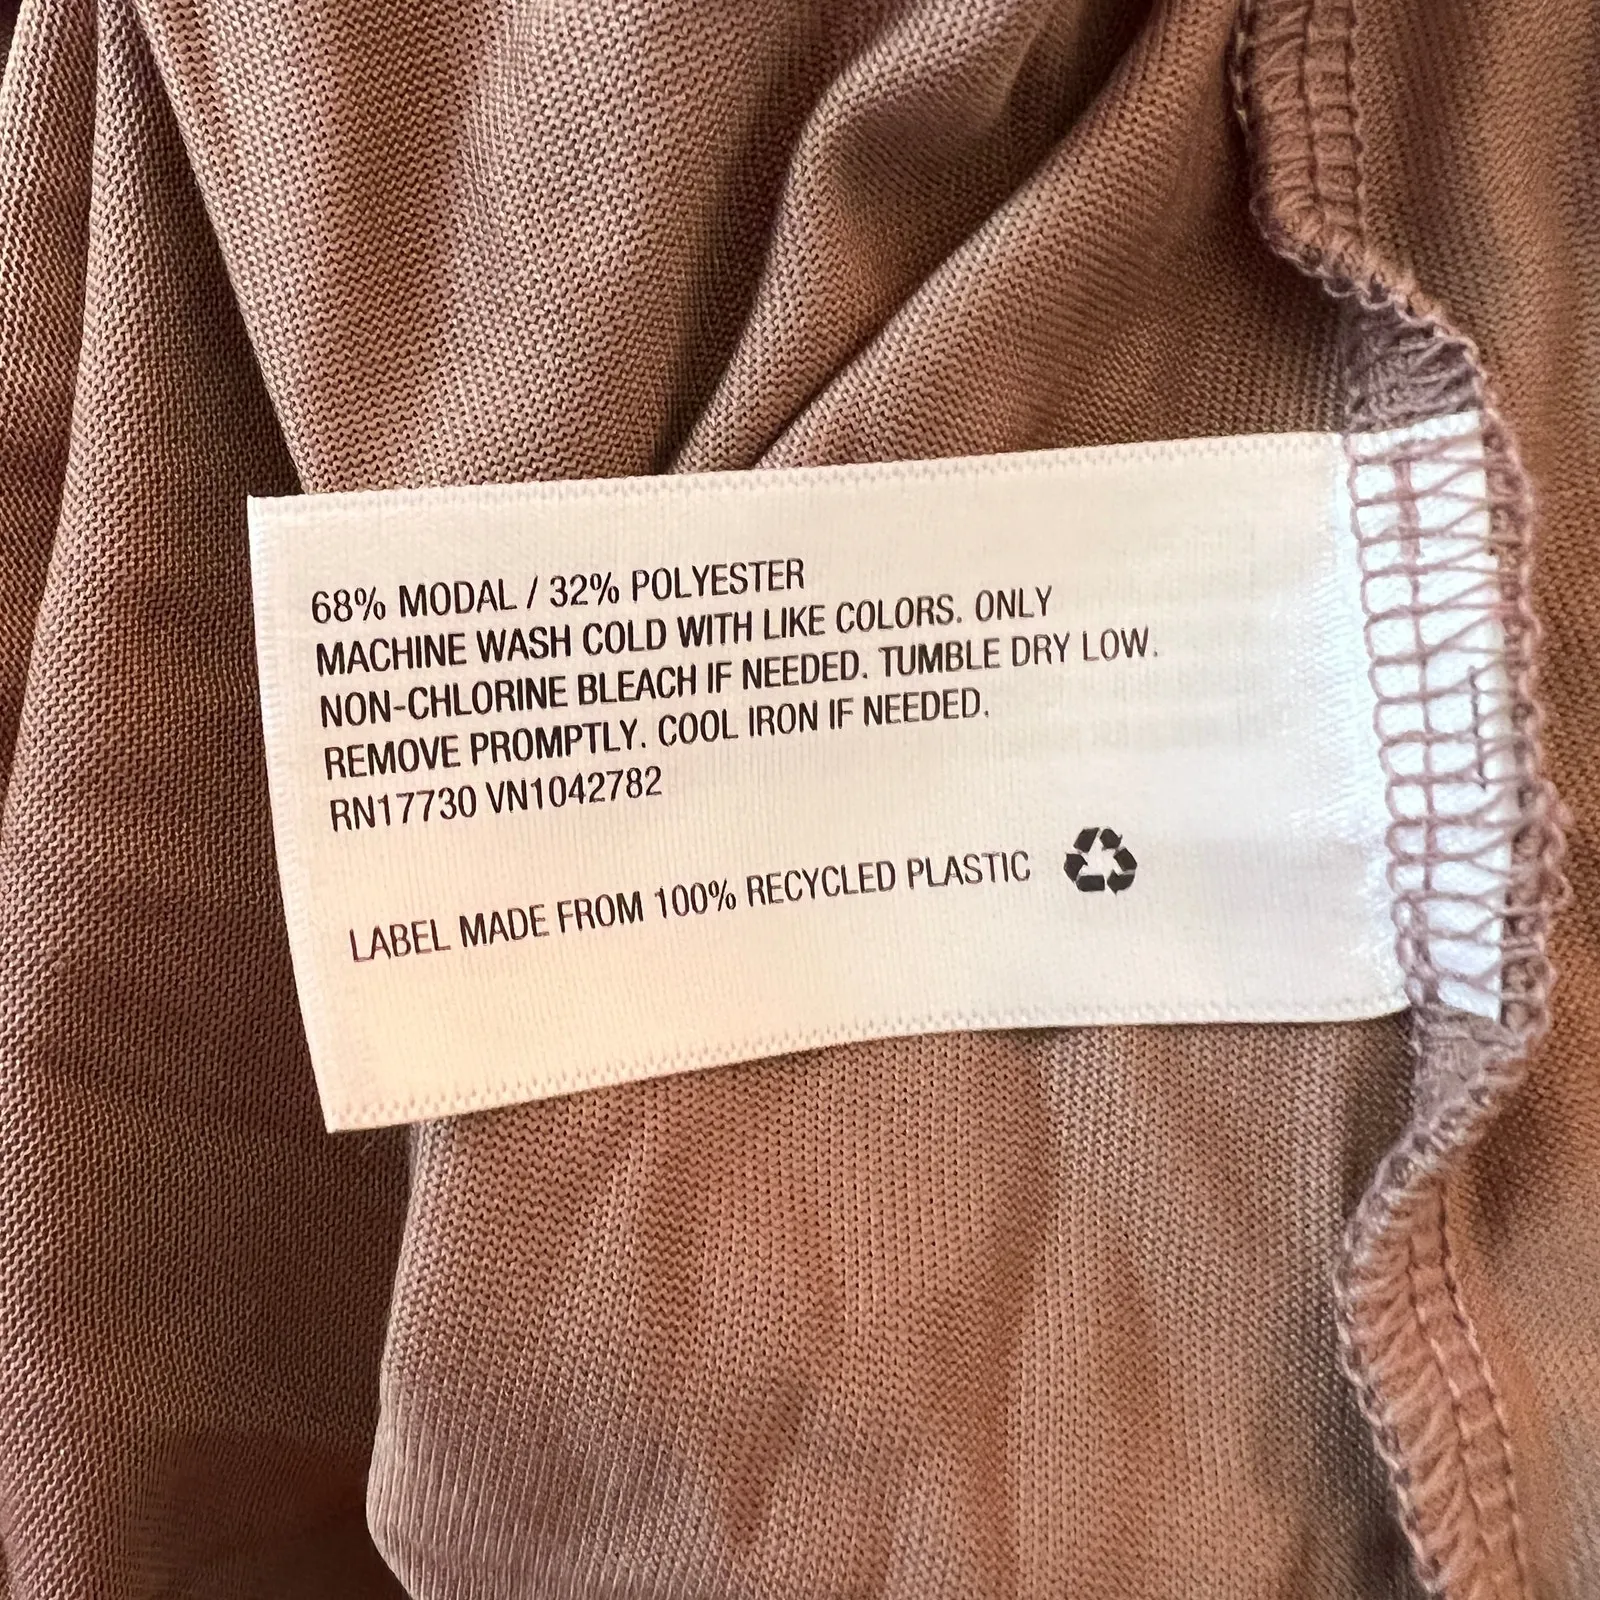 68% MODAL / 32% POLYESTER
MACHINE WASH COLD WITH LIKE COLORS. ONLY
NON-CHLORINE BLEACH IF NEEDED. TUMBLE DRY LOW.
REMOVE PROMPTLY. COOL IRON IF NEEDED.
RN17730 VN1042782
LABEL MADE FROM 100% RECYCLED PLASTIC